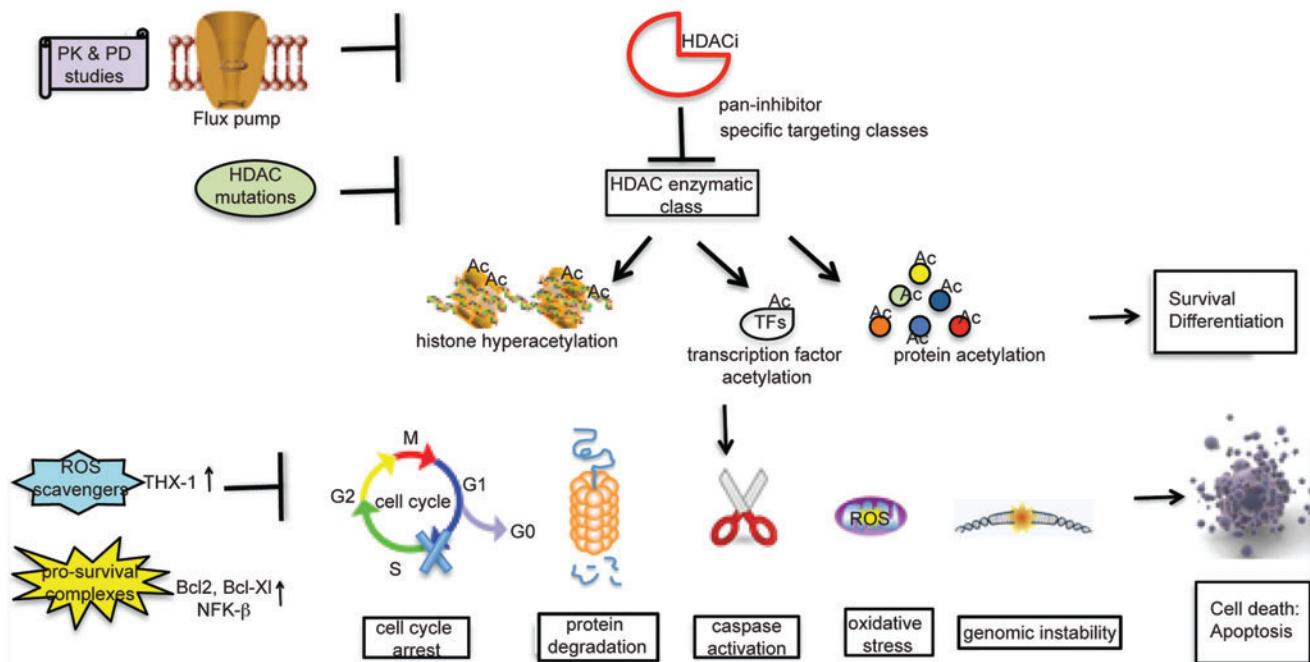 PK & PD
studies
Flux pump
HDACi
pan-inhibitor
specific targeting classes
HDAC
mutations
HDAC enzymatic
class
Ac
Ac
Ac
Ac
histone hyperacetylation
Ac
TFs
transcription factor
acetylation
Ac
Ac
Ac
Ac
Ac
Ac
protein acetylation
Survival
Differentiation
ROS
scavengers
THX-1
pro-survival
complexes
Bcl2, Bcl-Xl
NFK-β
M
G1
G2
cell cycle
G0
S
cell cycle
arrest
protein
degradation
caspase
activation
ROS
oxidative
stress
genomic instability
Cell death:
Apoptosis